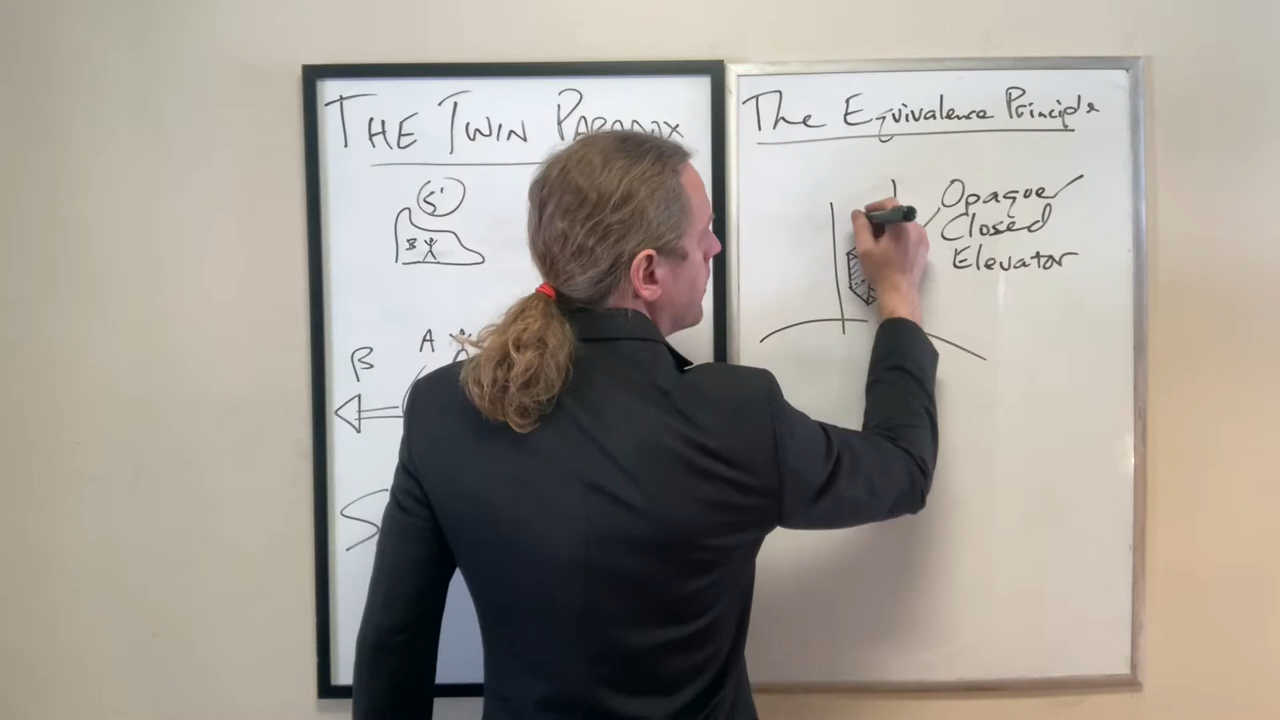 THE TWIN PARADOX
S'
B
A
β
S
The Equivalence Principle
Opaque
Closed
Elevator